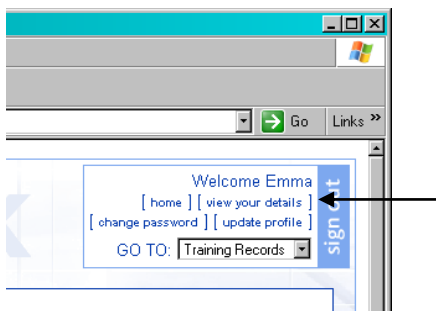 Go Links »
Welcome Emma
[ home ] [ view your details ]
[ change password ] [ update profile ]
GO TO: Training Records
sign out